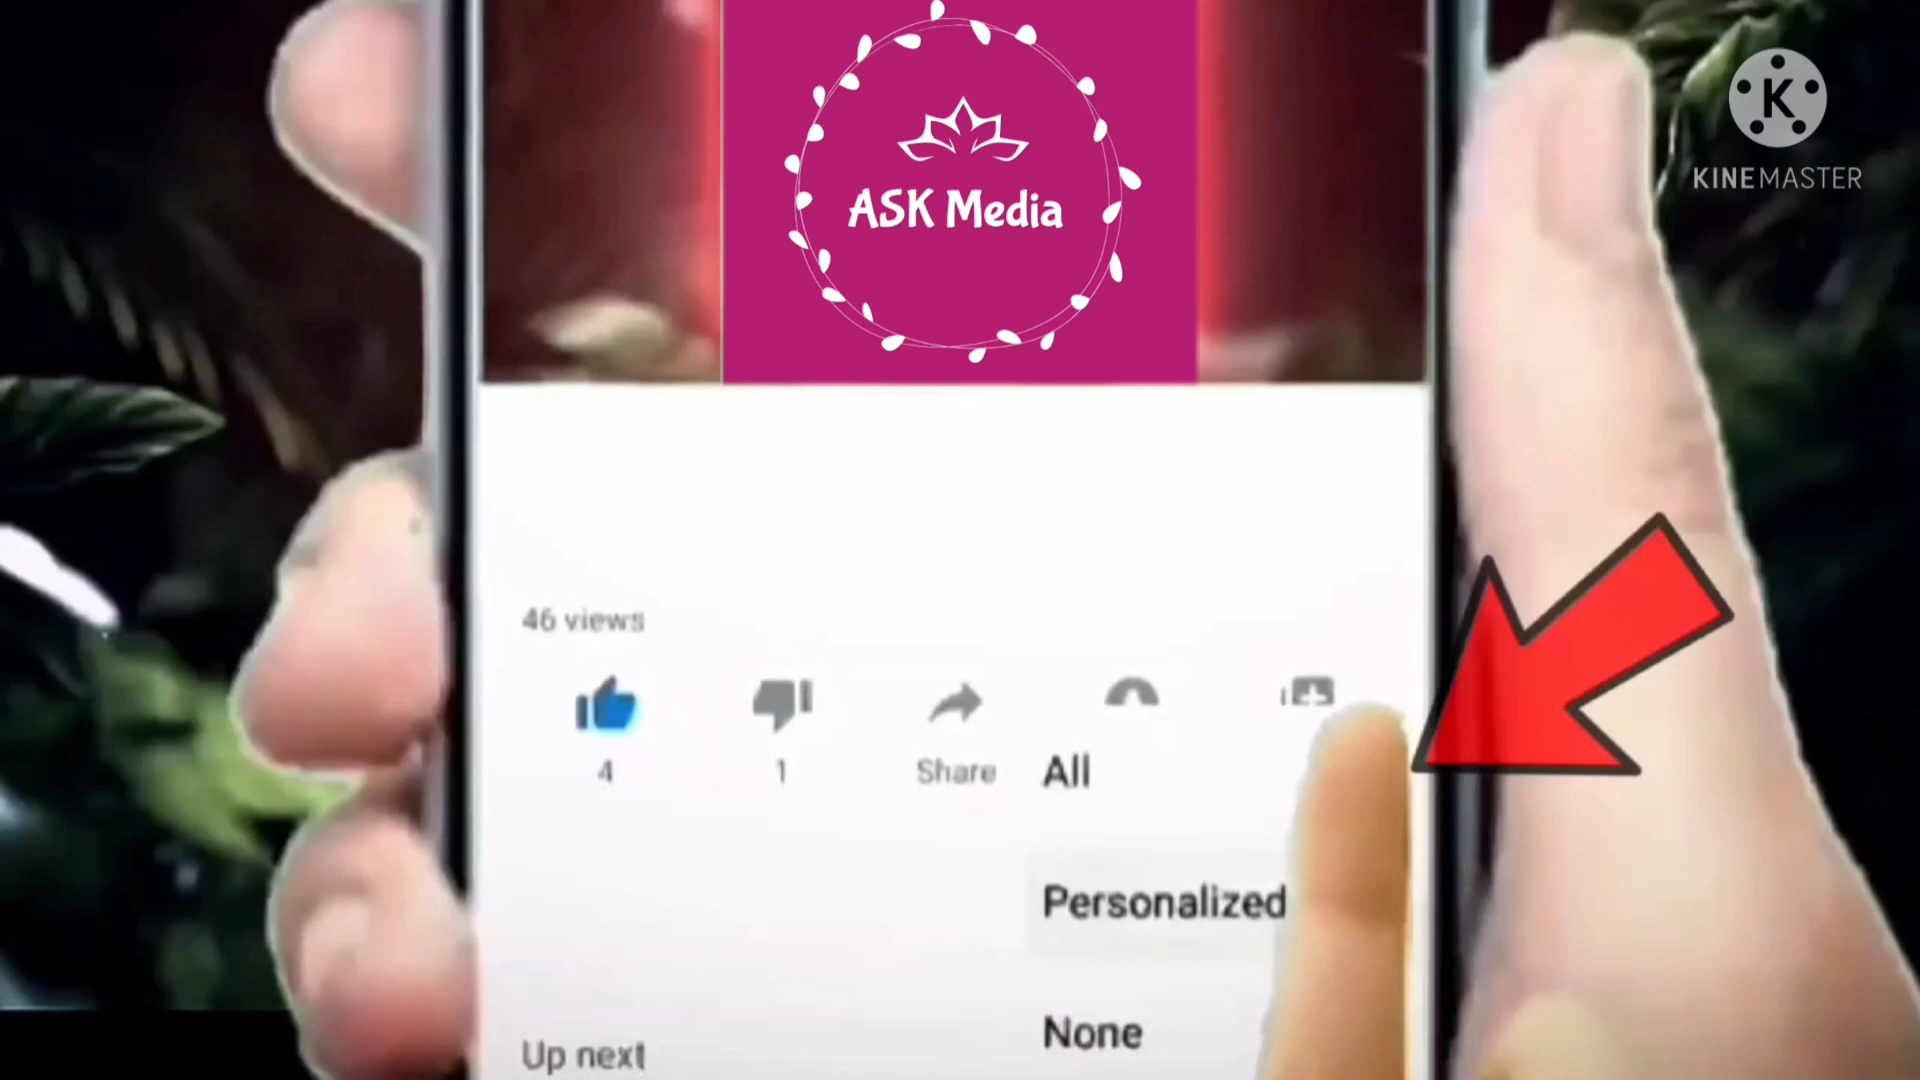 K
KINEMASTER
ASK Media
46 views
4
1
Share
All
Personalized
None
Up next